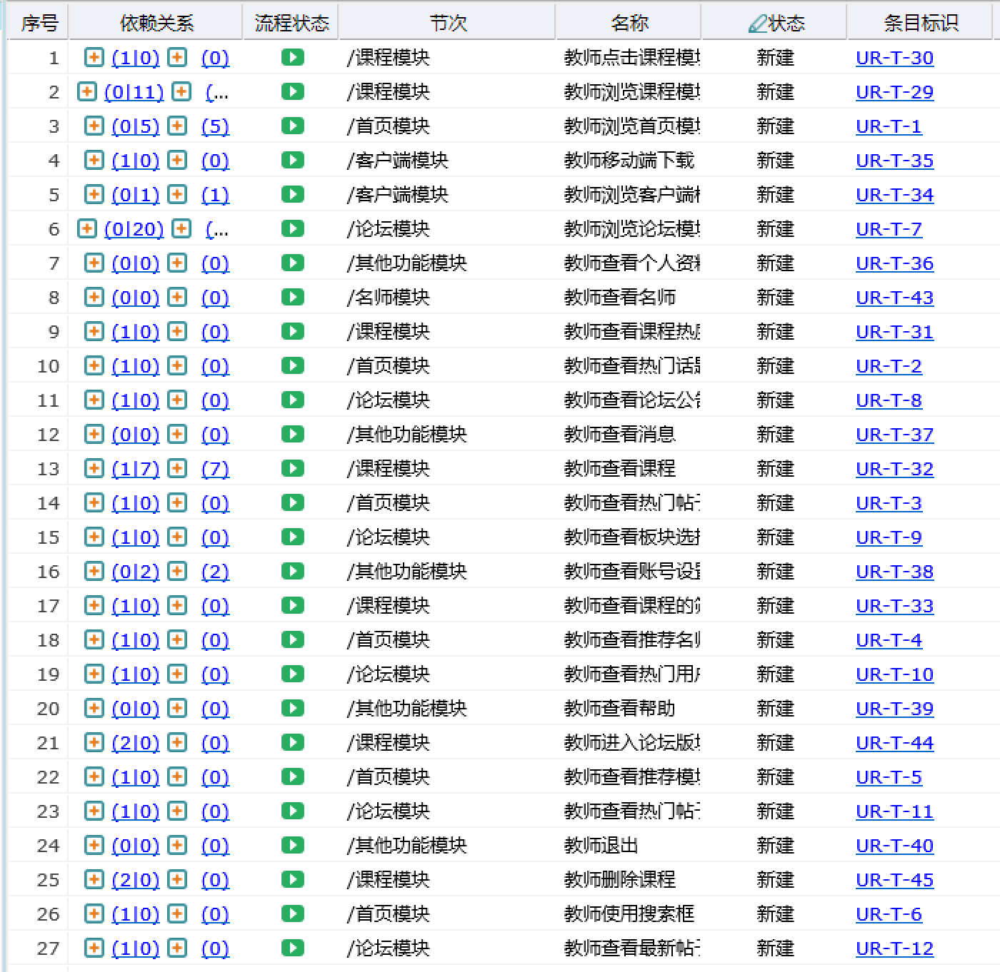 序号 依赖关系 流程状态 节次 名称 状态 条目标识
1 (1|0) (0) /课程模块 教师点击课程模 新建 UR-T-30
2 (0|11) (... /课程模块 教师浏览课程模 新建 UR-T-29
3 (0|5) (5) /首页模块 教师浏览首页模 新建 UR-T-1
4 (1|0) (0) /客户端模块 教师移动端下载 新建 UR-T-35
5 (0|1) (1) /客户端模块 教师浏览客户端 新建 UR-T-34
6 (0|20) (... /论坛模块 教师浏览论坛模 新建 UR-T-7
7 (0|0) (0) /其他功能模块 教师查看个人资 新建 UR-T-36
8 (0|0) (0) /名师模块 教师查看名师 新建 UR-T-43
9 (1|0) (0) /课程模块 教师查看课程热 新建 UR-T-31
10 (1|0) (0) /首页模块 教师查看热门话 新建 UR-T-2
11 (1|0) (0) /论坛模块 教师查看论坛公 新建 UR-T-8
12 (0|0) (0) /其他功能模块 教师查看消息 新建 UR-T-37
13 (1|7) (7) /课程模块 教师查看课程 新建 UR-T-32
14 (1|0) (0) /首页模块 教师查看热门帖 新建 UR-T-3
15 (1|0) (0) /论坛模块 教师查看板块选 新建 UR-T-9
16 (0|2) (2) /其他功能模块 教师查看账号设 新建 UR-T-38
17 (1|0) (0) /课程模块 教师查看课程的 新建 UR-T-33
18 (1|0) (0) /首页模块 教师查看推荐名 新建 UR-T-4
19 (1|0) (0) /论坛模块 教师查看热门用 新建 UR-T-10
20 (0|0) (0) /其他功能模块 教师查看帮助 新建 UR-T-39
21 (2|0) (0) /课程模块 教师进入论坛版 新建 UR-T-44
22 (1|0) (0) /首页模块 教师查看推荐模 新建 UR-T-5
23 (1|0) (0) /论坛模块 教师查看热门帖 新建 UR-T-11
24 (0|0) (0) /其他功能模块 教师退出 新建 UR-T-40
25 (2|0) (0) /课程模块 教师删除课程 新建 UR-T-45
26 (1|0) (0) /首页模块 教师使用搜索框 新建 UR-T-6
27 (1|0) (0) /论坛模块 教师查看最新帖 新建 UR-T-12